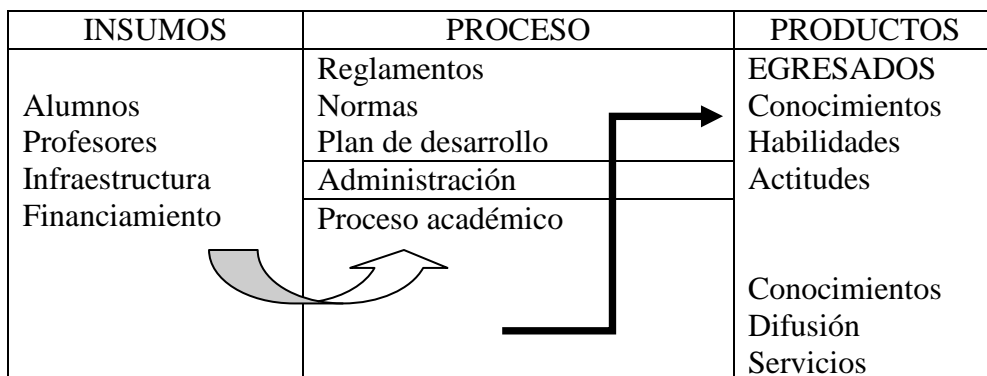 INSUMOS
PROCESO
PRODUCTOS
Alumnos
Profesores
Infraestructura
Financiamiento
Reglamentos
Normas
Plan de desarrollo
Administración
Proceso académico
EGRESADOS
Conocimientos
Habilidades
Actitudes
Conocimientos
Difusión
Servicios